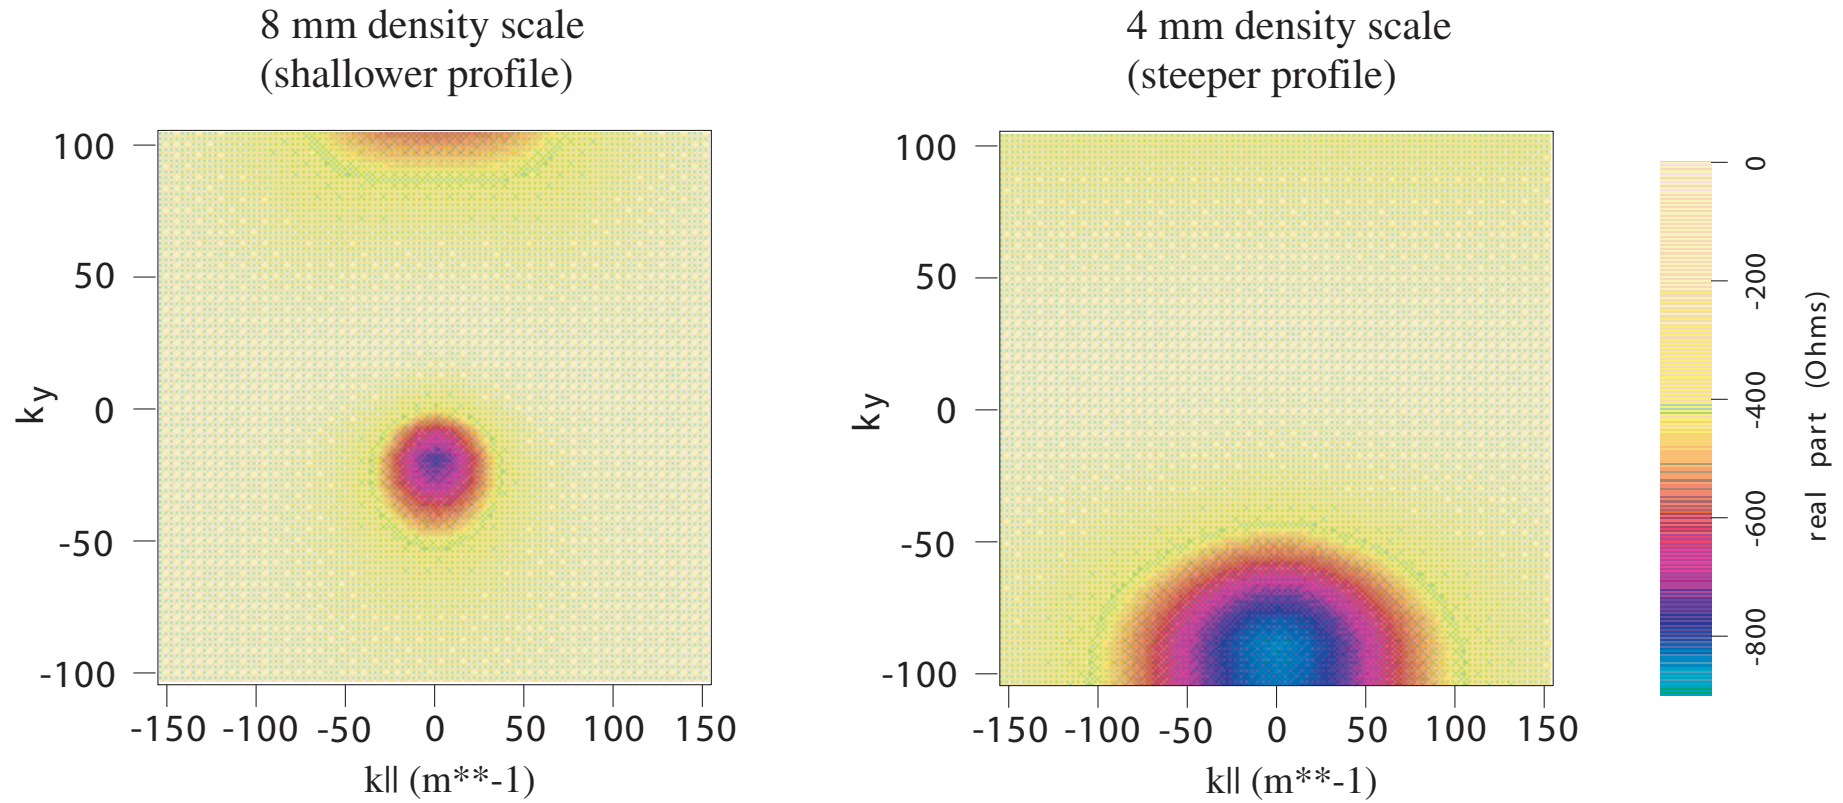 8 mm density scale
(shallower profile)
100
50
0
-50
-100
ky
-150 -100 -50 0 50 100 150
k|| (m**-1)
4 mm density scale
(steeper profile)
100
50
0
-50
-100
ky
-150 -100 -50 0 50 100 150
k|| (m**-1)
0
-200
-400
-600
-800
real part (Ohms)